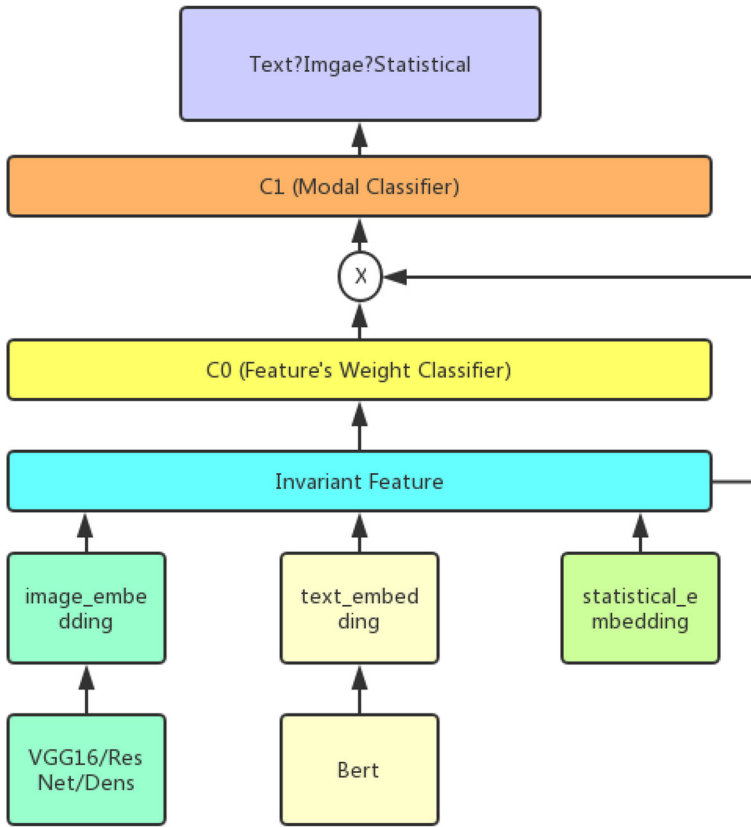 Text?Imgae?Statistical
C1 (Modal Classifier)
X
C0 (Feature's Weight Classifier)
Invariant Feature
image_embe
dding
text_embed
ding
statistical_e
mbedding
VGG16/Res
Net/Dens
Bert